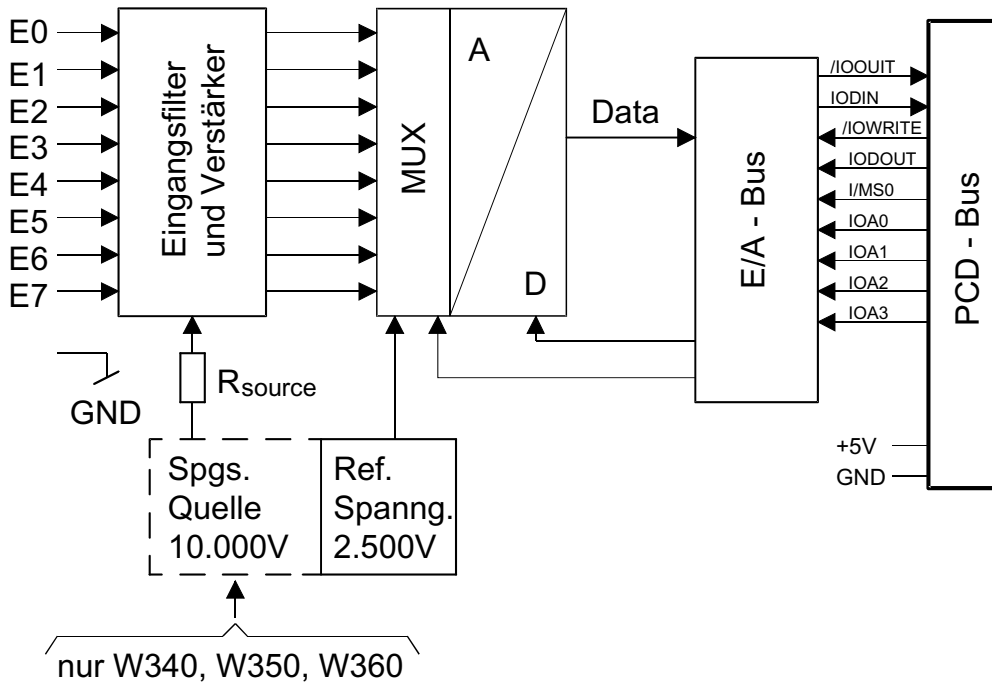 E0
E1
E2
E3
E4
E5
E6
E7
GND
Eingangsfilter
und Verstärker
MUX
A
D
Data
E/A - Bus
/IOOUIT
IODIN
/IOWRITE
IODOUT
I/MS0
IOA0
IOA1
IOA2
IOA3
PCD - Bus
+5V
GND
Rsource
Spgs.
Quelle
10.000V
Ref.
Spanng.
2.500V
nur W340, W350, W360